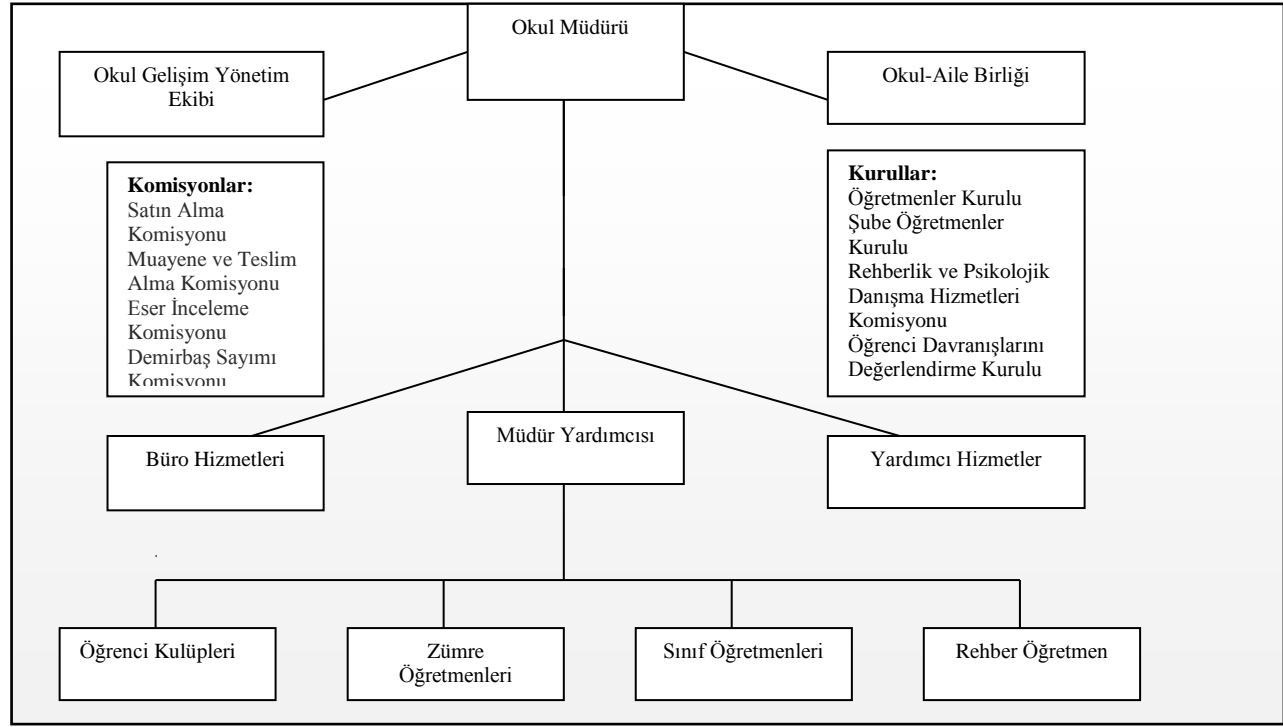 Okul Müdürü
Okul Gelişim Yönetim
Ekibi
Okul-Aile Birliği
Komisyonlar:
Satın Alma
Komisyonu
Muayene ve Teslim
Alma Komisyonu
Eser İnceleme
Komisyonu
Demirbaş Sayımı
Komisyonu
Kurullar:
Öğretmenler Kurulu
Şube Öğretmenler
Kurulu
Rehberlik ve Psikolojik
Danışma Hizmetleri
Komisyonu
Öğrenci Davranışlarını
Değerlendirme Kurulu
Büro Hizmetleri
Müdür Yardımcısı
Yardımcı Hizmetler
Öğrenci Kulüpleri
Zümre
Öğretmenleri
Sınıf Öğretmenleri
Rehber Öğretmen